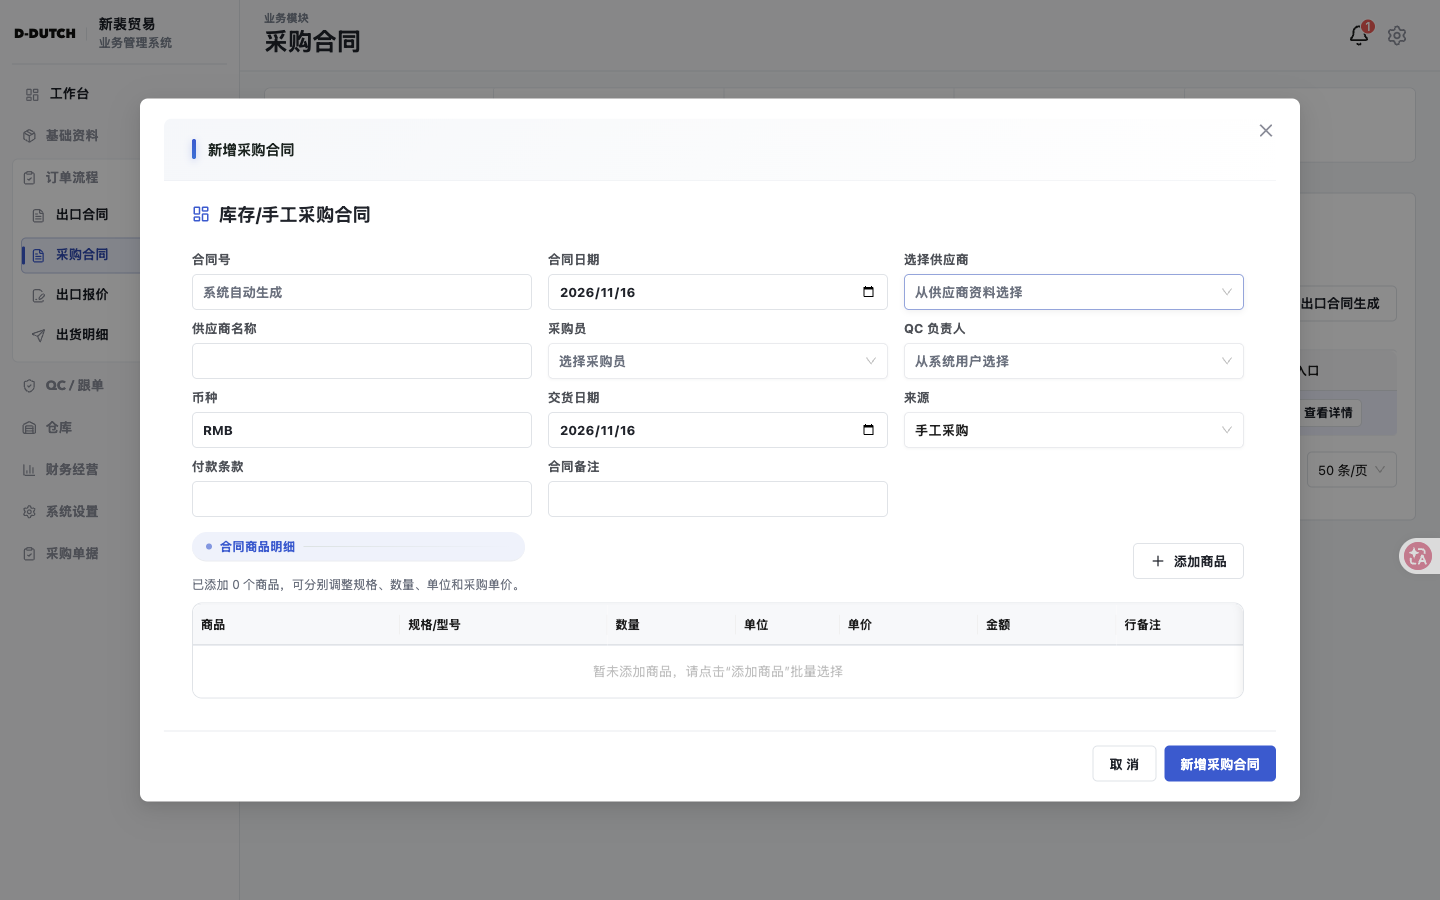 D-DUTCH
新裴贸易
业务管理系统
工作台
基础资料
订单流程
出口合同
采购合同
出口报价
出货明细
QC / 跟单
仓库
财务经营
系统设置
采购单据
业务模块
采购合同
1
出口合同生成
入口
查看详情
50 条/页
新增采购合同
库存/手工采购合同
合同号
合同日期
选择供应商
系统自动生成
2026/11/16
从供应商资料选择
供应商名称
采购员
QC 负责人
选择采购员
从系统用户选择
币种
交货日期
来源
RMB
2026/11/16
手工采购
付款条款
合同备注
合同商品明细
添加商品
已添加 0 个商品，可分别调整规格、数量、单位和采购单价。
商品
规格/型号
数量
单位
单价
金额
行备注
暂未添加商品，请点击“添加商品”批量选择
取 消
新增采购合同